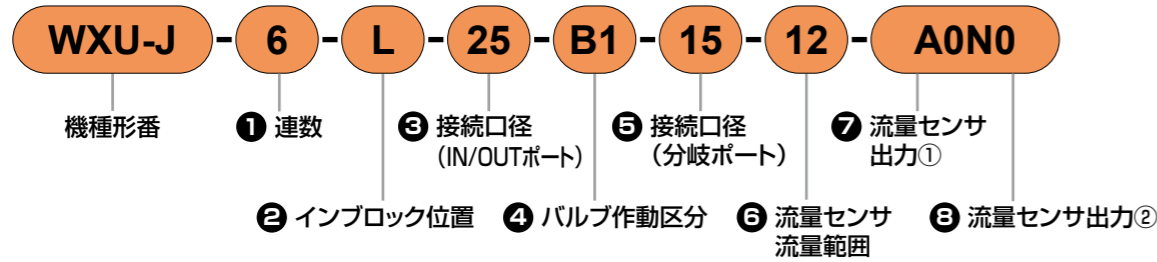 WXU-J - 6 - L - 25 - B1 - 15 - 12 - A0N0
機種形番
❶ 連数
❸ 接続口径
（IN/OUTポート）
❺ 接続口径
（分岐ポート）
❼ 流量センサ
出力①
❷ インブロック位置
❹ バルブ作動区分
❻ 流量センサ
流量範囲
❽ 流量センサ出力②